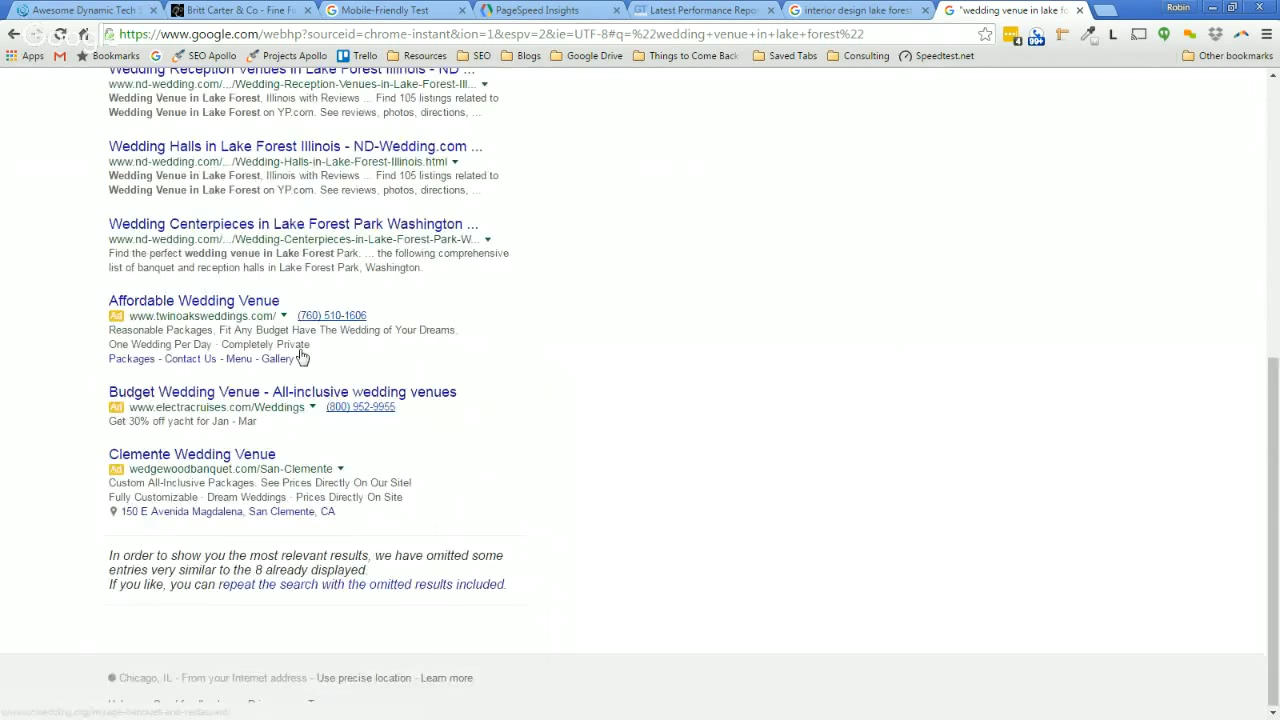 Awesome Dynamic Tech S
Britt Carter & Co - Fine Fu
Mobile-Friendly Test
PageSpeed Insights
Latest Performance Repor
interior design lake forest
"wedding venue in lake fo
Robin
https://www.google.com/webhp?sourceid=chrome-instant&ion=1&espv=2&ie=UTF-8#q=%22wedding+venue+in+lake+forest%22
Apps
Bookmarks
SEO Apollo
Projects Apollo
Trello
Resources
SEO
Blogs
Google Drive
Things to Come Back
Saved Tabs
Consulting
Speedtest.net
Other bookmarks
Wedding Reception Venues in Lake Forest Illinois - ND ...
www.nd-wedding.com/.../Wedding-Reception-Venues-in-Lake-Forest-Ill...
Wedding Venue in Lake Forest, Illinois with Reviews ... Find 105 listings related to
Wedding Venue in Lake Forest on YP.com. See reviews, photos, directions, ...
Wedding Halls in Lake Forest Illinois - ND-Wedding.com ...
www.nd-wedding.com/.../Wedding-Halls-in-Lake-Forest-Illinois.html
Wedding Venue in Lake Forest, Illinois with Reviews ... Find 105 listings related to
Wedding Venue in Lake Forest on YP.com. See reviews, photos, directions, ...
Wedding Centerpieces in Lake Forest Park Washington ...
www.nd-wedding.com/.../Wedding-Centerpieces-in-Lake-Forest-Park-W...
Find the perfect wedding venue in Lake Forest Park. ... the following comprehensive
list of banquet and reception halls in Lake Forest Park, Washington.
Affordable Wedding Venue
Ad www.twinoaksweddings.com/ (760) 510-1606
Reasonable Packages, Fit Any Budget Have The Wedding of Your Dreams.
One Wedding Per Day · Completely Private
Packages - Contact Us - Menu - Gallery
Budget Wedding Venue - All-inclusive wedding venues
Ad www.electracruises.com/Weddings (800) 952-9955
Get 30% off yacht for Jan - Mar
Clemente Wedding Venue
Ad wedgewoodbanquet.com/San-Clemente
Custom All-Inclusive Packages. See Prices Directly On Our Site!
Fully Customizable · Dream Weddings · Prices Directly On Site
150 E Avenida Magdalena, San Clemente, CA
In order to show you the most relevant results, we have omitted some
entries very similar to the 8 already displayed.
If you like, you can repeat the search with the omitted results included.
Chicago, IL - From your Internet address - Use precise location - Learn more